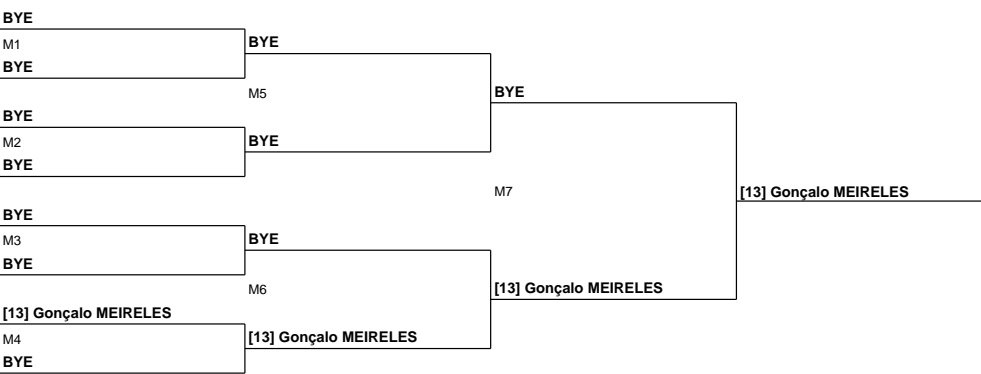 BYE
M1
BYE
BYE
M5
BYE
BYE
M2
BYE
BYE
M7
[13] Gonçalo MEIRELES
BYE
M3
BYE
BYE
M6
[13] Gonçalo MEIRELES
[13] Gonçalo MEIRELES
M4
[13] Gonçalo MEIRELES
BYE